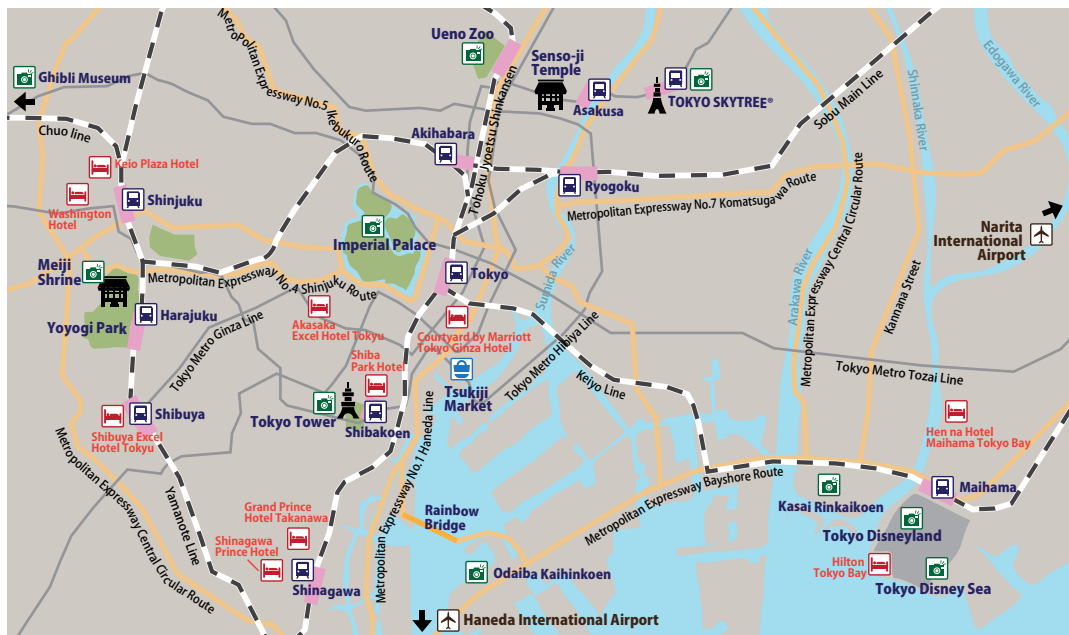 Ueno Zoo
Senso-ji
Temple
Ghibli Museum
TOKYO SKYTREE®
Asakusa
Metropolitan Expressway No.5 Ikebukuro Route
Tohoku Jyoetsu Shinkansen
Sobu Main Line
Shinnaka River
Edogawa River
Chuo line
Akihabara
Keio Plaza Hotel
Ryogoku
Shinjuku
Washington
Hotel
Metropolitan Expressway No.7 Komatsugawa Route
Imperial Palace
Narita
International
Airport
Meiji
Shrine
Metropolitan Expressway No.4 Shinjuku Route
Tokyo
Sumida River
Arakawa River
Metropolitan Expressway Central Circular Route
Kannana Street
Yoyogi Park
Harajuku
Tokyo Metro Ginza Line
Akasaka
Excel Hotel Tokyu
Courtyard by Marriott
Tokyo Ginza Hotel
Tokyo Metro Hibiya Line
Shiba
Park Hotel
Tsukiji
Market
Keiyo Line
Tokyo Metro Tozai Line
Shibuya
Tokyo Tower
Shibakoen
Shibuya Excel
Hotel Tokyu
Hen na Hotel
Maihama Tokyo Bay
Metropolitan Expressway Central Circular Route
Yamanote Line
Metropolitan Expressway No.1 Haneda Line
Metropolitan Expressway Bayshore Route
Maihama
Kasai Rinkaikoen
Grand Prince
Hotel Takanawa
Rainbow
Bridge
Tokyo Disneyland
Shinagawa
Prince Hotel
Shinagawa
Odaiba Kaihinkoen
Hilton
Tokyo Bay
Tokyo Disney Sea
Haneda International Airport